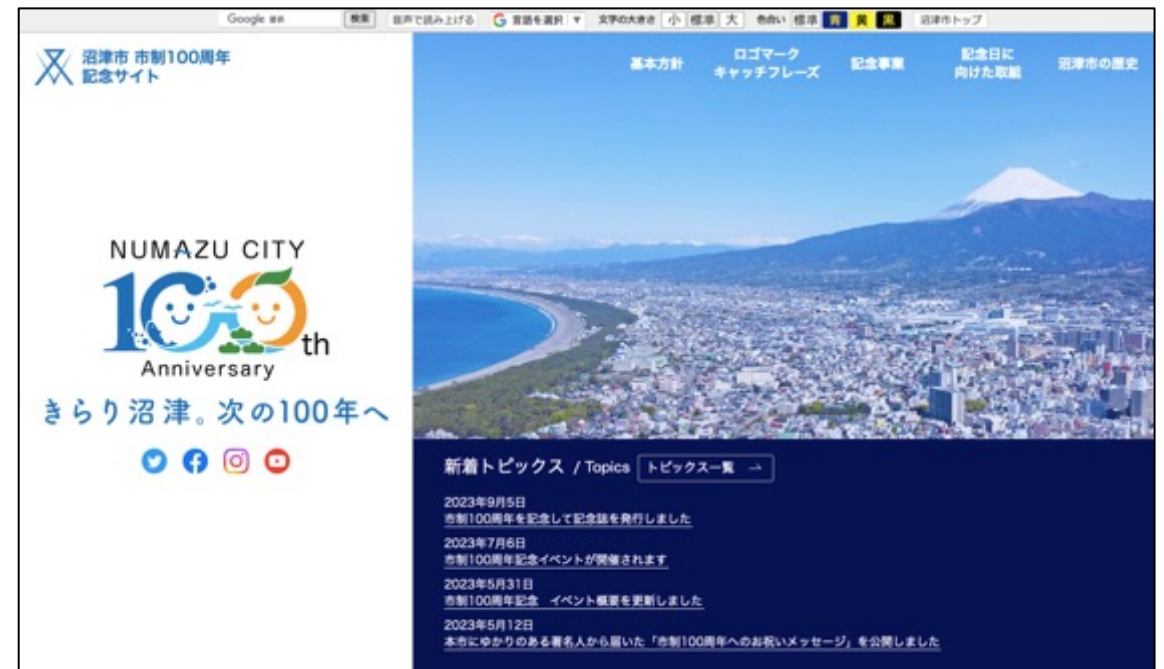 Google
検索
音声で読み上げる
G 言語を選択 ▼
文字の大きさ 小 標準 大
色合い 標準 青 黄 黒
沼津市トップ
沼津市 市制100周年
記念サイト
基本方針
ロゴマーク
キャッチフレーズ
記念事業
記念日に
向けた取組
沼津市の歴史
NUMAZU CITY
100th
Anniversary
きらり沼津。次の100年へ
新着トピックス / Topics トピックス一覧 →
2023年9月5日
市制100周年を記念して記念誌を発行しました
2023年7月6日
市制100周年記念イベントが開催されます
2023年5月31日
市制100周年記念 イベント概要を更新しました
2023年5月12日
本市にゆかりのある著名人から届いた「市制100周年へのお祝いメッセージ」を公開しました